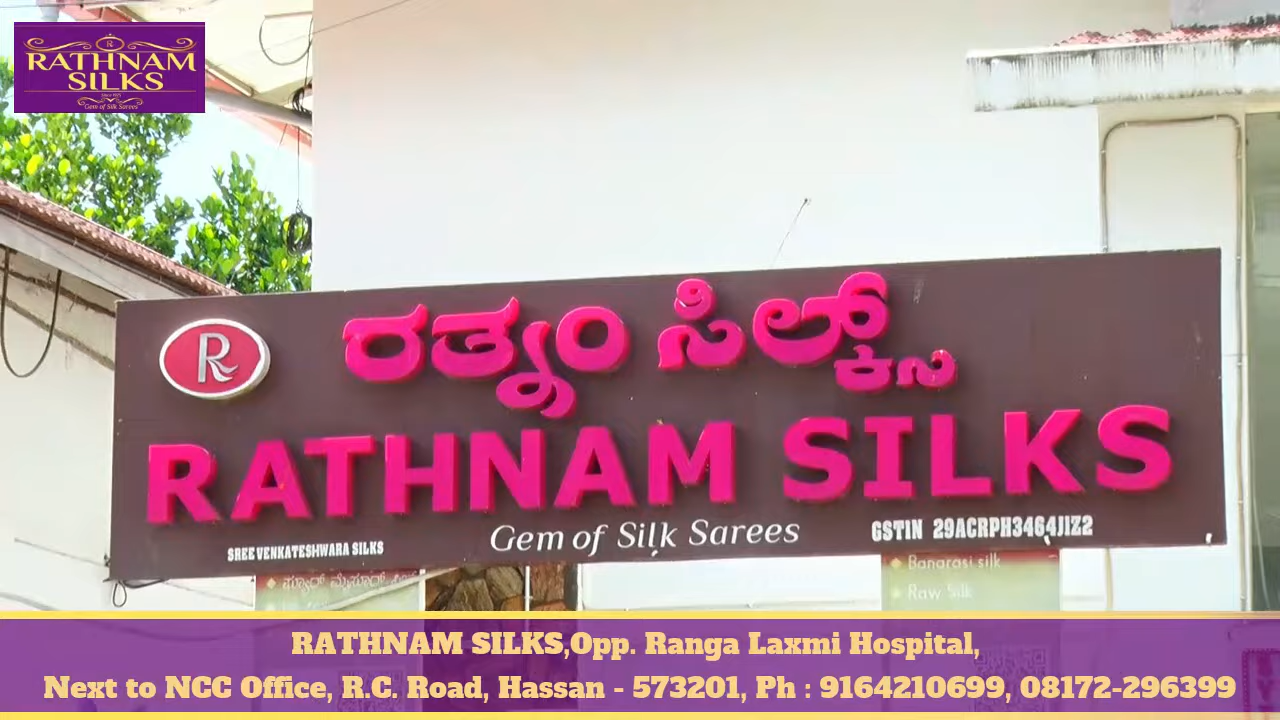 RATHNAM
SILKS
Gem of Silk Sarees
ರತ್ನಂ ಸಿಲ್ಕ್ಸ್
R
RATHNAM SILKS
Gem of Silk Sarees
SREE VENKATESHWARA SILKS
GSTIN 29ACRPH3464J1Z2
Banarasi silk
Raw Silk
RATHNAM SILKS,Opp. Ranga Laxmi Hospital,
Next to NCC Office, R.C. Road, Hassan - 573201, Ph : 9164210699, 08172-296399